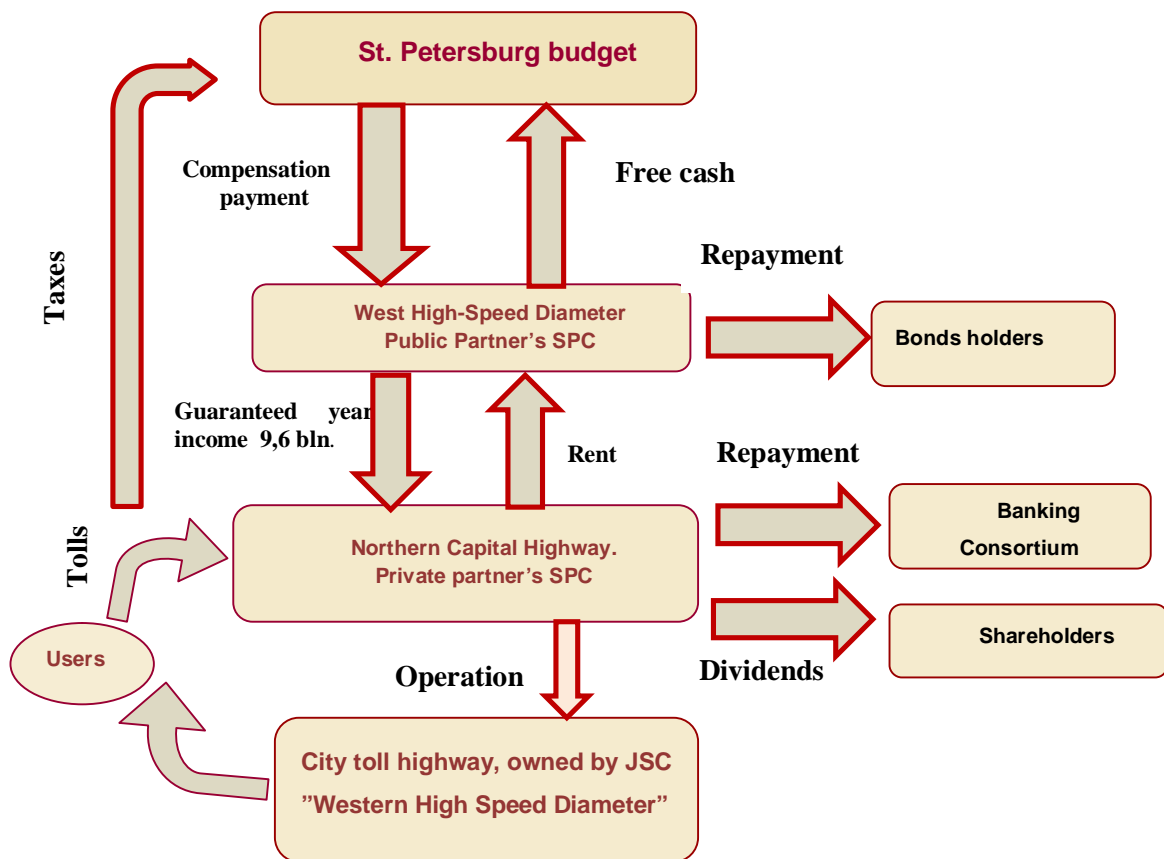 St. Petersburg budget
Compensation
payment
Free cash
Taxes
Repayment
West High-Speed Diameter
Public Partner’s SPC
Bonds holders
Guaranteed year
income 9,6 bln.
Rent
Repayment
Tolls
Northern Capital Highway.
Private partner’s SPC
Banking
Consortium
Users
Operation
Dividends
Shareholders
City toll highway, owned by JSC
”Western High Speed Diameter”